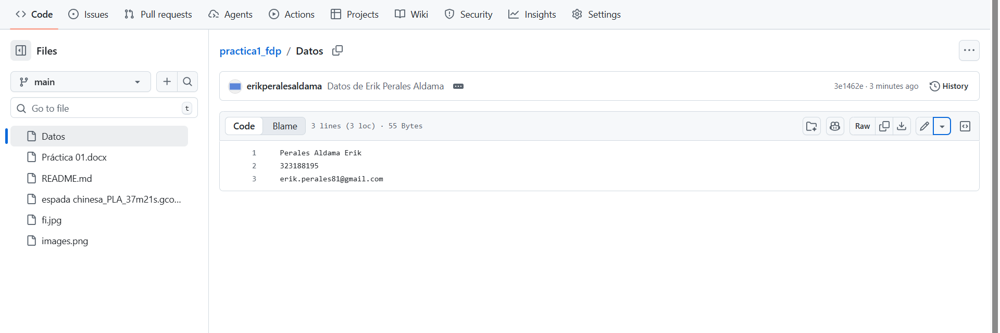 Code Issues Pull requests Agents Actions Projects Wiki Security Insights Settings
Files
main
Go to file t
Datos
Práctica 01.docx
README.md
espada chinesa_PLA_37m21s.gco...
fi.jpg
images.png
practica1_fdp / Datos
erikperalesaldama Datos de Erik Perales Aldama 3e1462e · 3 minutes ago History
Code Blame 3 lines (3 loc) · 55 Bytes Raw
1 Perales Aldama Erik
2 323188195
3 erik.perales81@gmail.com